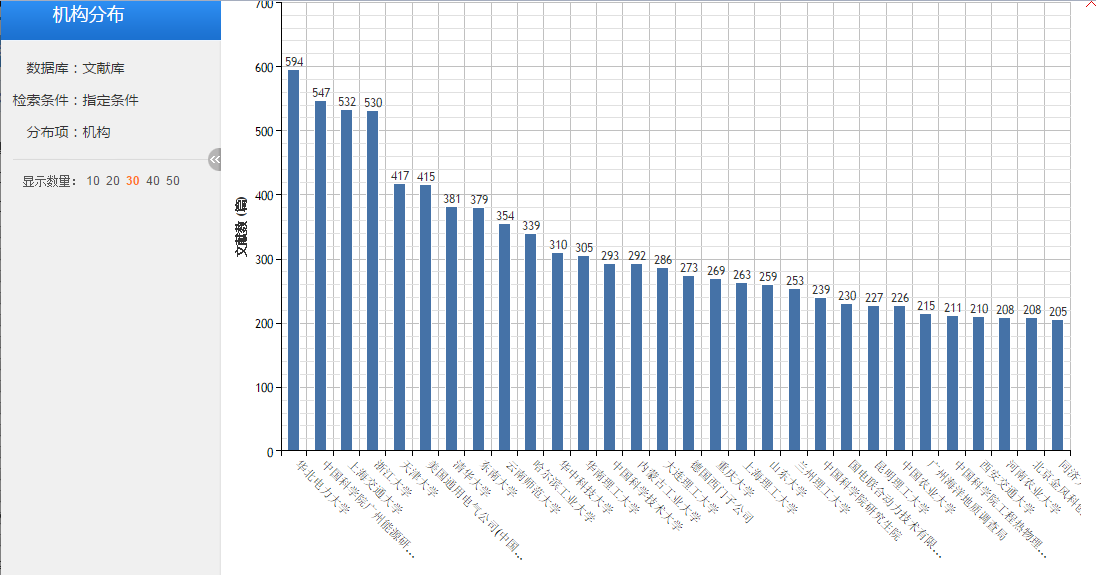 机构分布
数据库：文献库
检索条件：指定条件
分布项：机构
显示数量： 10 20 30 40 50
文献数 (篇)
700
600
500
400
300
200
100
0
594
547
532
530
417
415
381
379
354
339
310
305
293
292
286
273
269
263
259
253
239
230
227
226
215
211
210
208
208
205
华北电力大学
中国科学院广州能源研...
上海交通大学
浙江大学
天津大学
美国通用电气公司(中国...
清华大学
东南大学
云南师范大学
哈尔滨工业大学
华中科技大学
华南理工大学
中国科学技术大学
内蒙古工业大学
大连理工大学
德国西门子公司
重庆大学
上海理工大学
山东大学
兰州理工大学
中国科学院研究生院
国电联合动力技术有限...
昆明理工大学
中国农业大学
广州海洋地质调查局
中国科学院工程热物理...
西安交通大学
河南农业大学
北京金风科
同济